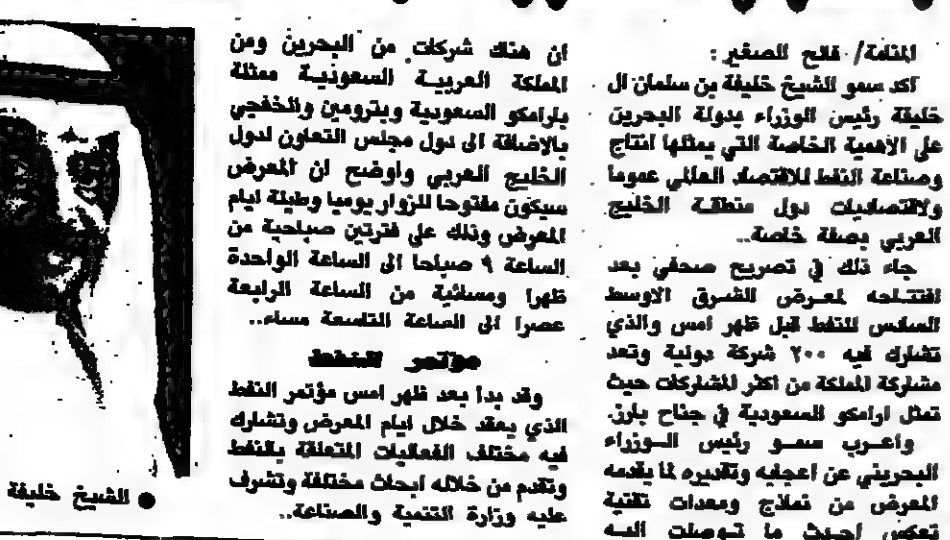 المنامة/ فالح الصغير :
اكد سمو الشيخ خليفة بن سلمان ال
خليفة رئيس الوزراء بدولة البحرين
على الاهمية الخاصة التي يمثلها انتاج
وصناعة النفط للاقتصاد العالمي عموما
ولاقتصاديات دول منطقة الخليج
العربي بصفة خاصة..
جاء ذلك في تصريح صحفي بعد
افتتاحه لمعرض الشرق الاوسط
السادس للنفط قبل ظهر امس والذي
تشارك فيه ٢٠٠ شركة دولية وتعد
مشاركة المملكة من اكثر المشاركات حيث
تمثل ارامكو السعودية في جناح بارز.
واعرب سمو رئيس الوزراء
البحريني عن اعجابه وتقديره لما يقدمه
المعرض من نماذج ومعدات تقنية
تعكس احدث ما توصلت اليه
ان هناك شركات من البحرين ومن
المملكة العربية السعودية ممثلة
بارامكو السعودية وبترومين والخفجي
بالاضافة الى دول مجلس التعاون لدول
الخليج العربي واوضح ان المعرض
سيكون مفتوحا للزوار يوميا وطيلة ايام
المعرض وذلك على فترتين صباحية من
الساعة ٩ صباحا الى الساعة الواحدة
ظهرا ومسائية من الساعة الرابعة
عصرا الى الساعة التاسعة مساء..
مؤتمر للنفط
وقد بدا بعد ظهر امس مؤتمر النفط
الذي يعقد خلال ايام المعرض وتشارك
فيه مختلف الفعاليات المتعلقة بالنفط
وتقدم من خلاله ابحاث مختلفة وتشرف
عليه وزارة التنمية والصناعة..
● الشيخ خليفة